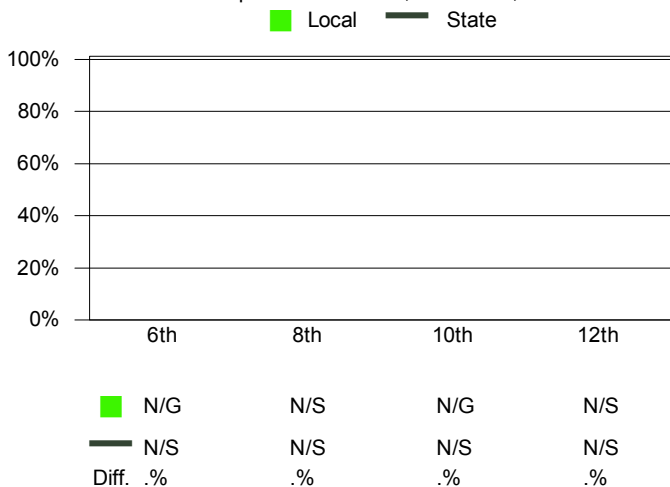 Local State
100%
80%
60%
40%
20%
0%
6th 8th 10th 12th
N/G N/S N/G N/S
N/S N/S N/S N/S
Diff. .% .% .% .%